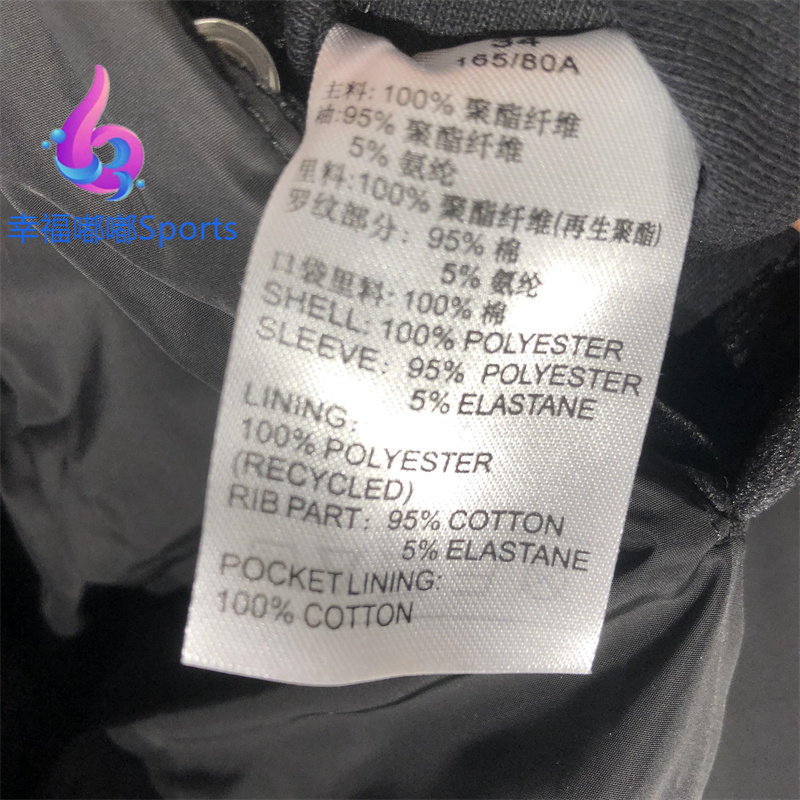 34
165/80A
主料: 100% 聚酯纤维
油:95% 聚酯纤维
5% 氨纶
里料:100% 聚酯纤维(再生聚酯)
罗纹部分: 95% 棉
5% 氨纶
口袋里料: 100% 棉
SHELL: 100% POLYESTER
SLEEVE: 95% POLYESTER
5% ELASTANE
LINING:
100% POLYESTER
(RECYCLED)
RIB PART: 95% COTTON
5% ELASTANE
POCKET LINING:
100% COTTON
幸福嘟嘟Sports